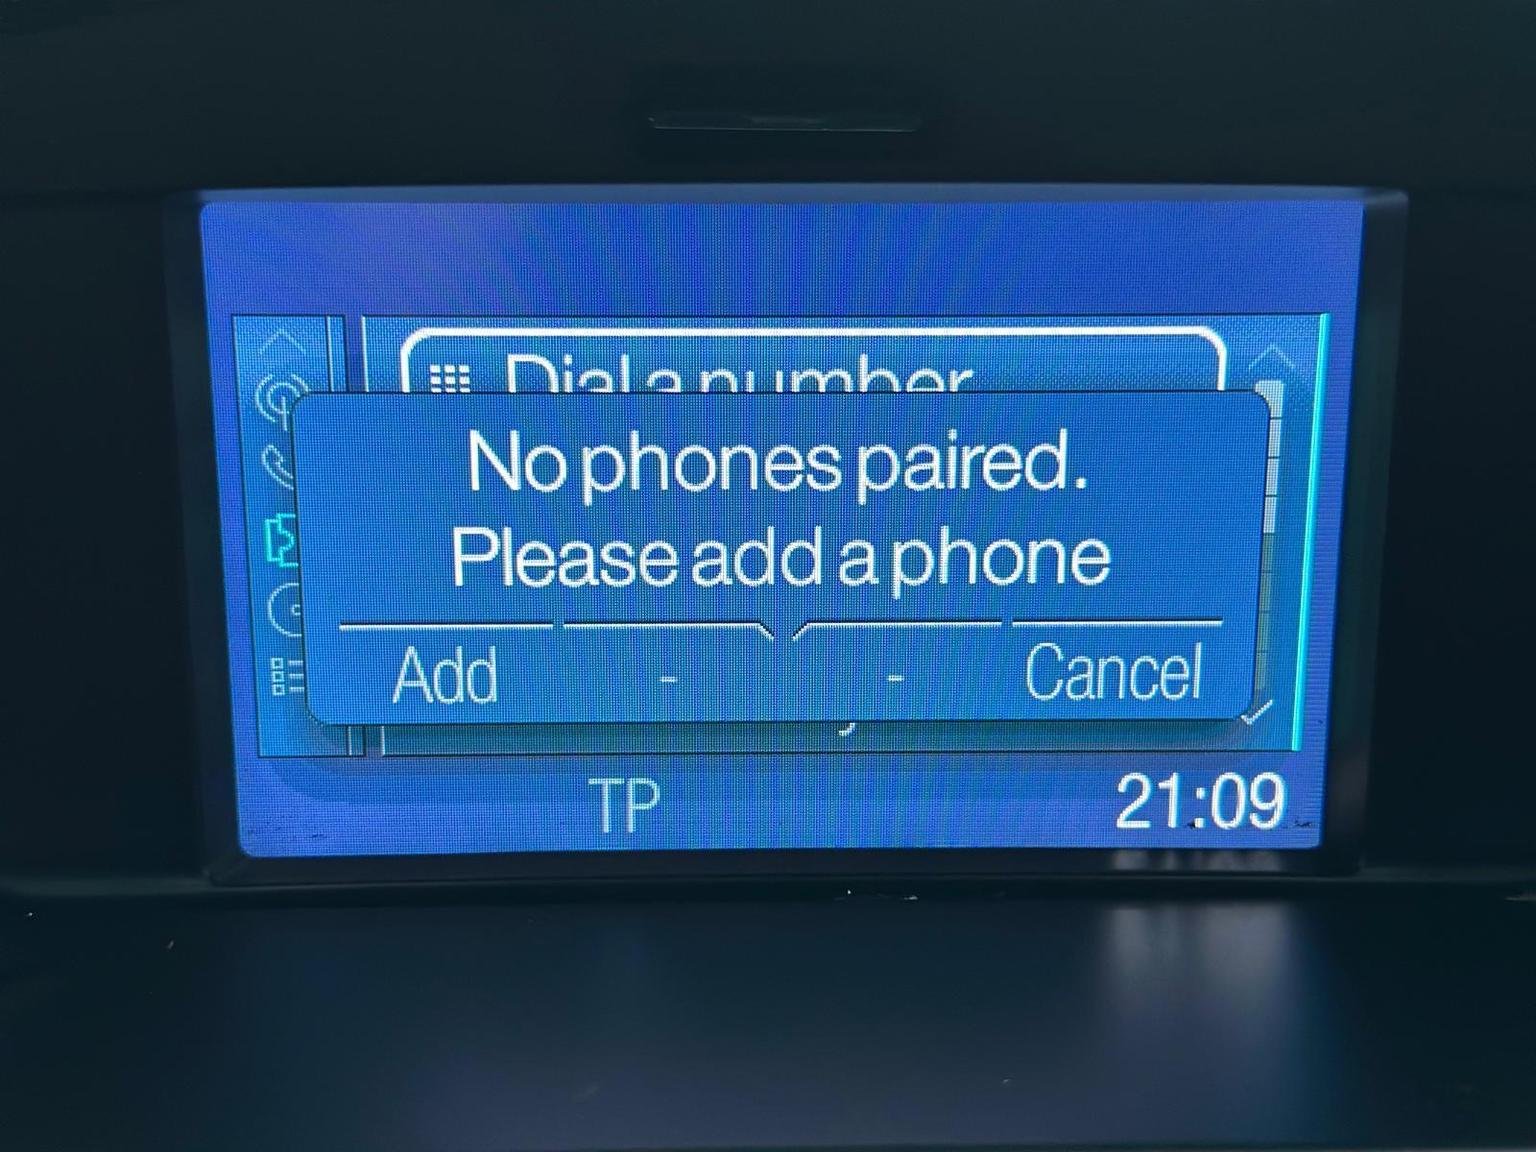 Dial a number
No phones paired.
Please add a phone
Add - - Cancel
TP 21:09